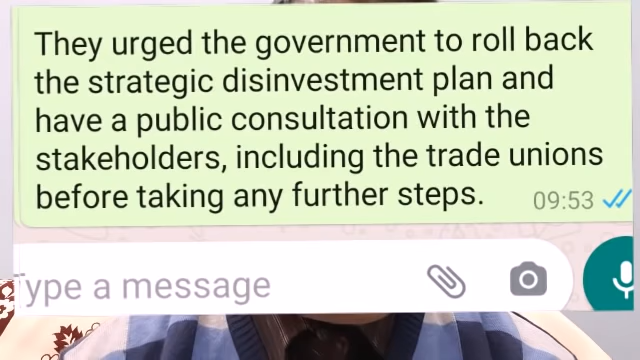 They urged the government to roll back
the strategic disinvestment plan and
have a public consultation with the
stakeholders, including the trade unions
before taking any further steps.
09:53
ype a message